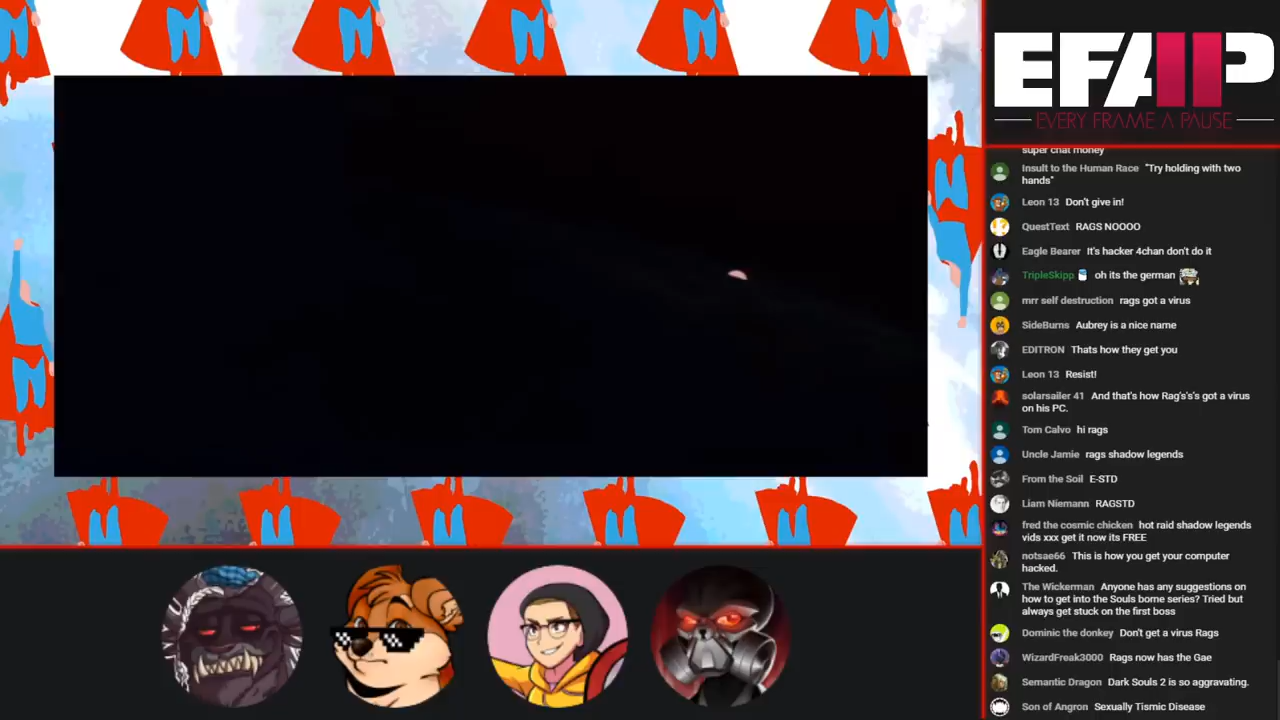 EFAP
EVERY FRAME A PAUSE
super chat money
Insult to the Human Race "Try holding with two
hands"
Leon 13 Don't give in!
QuestText RAGS NOOOO
Eagle Bearer It's hacker 4chan don't do it
TripleSkipp oh its the german
mrr self destruction rags got a virus
SideBurns Aubrey is a nice name
EDITRON Thats how they get you
Leon 13 Resist!
solarsailer 41 And that's how Rag's's's got a virus
on his PC.
Tom Calvo hi rags
Uncle Jamie rags shadow legends
From the Soil E-STD
Liam Niemann RAGSTD
fred the cosmic chicken hot raid shadow legends
vids xxx get it now its FREE
notsae66 This is how you get your computer
hacked.
The Wickerman Anyone has any suggestions on
how to get into the Souls borne series? Tried but
always get stuck on the first boss
Dominic the donkey Don't get a virus Rags
WizardFreak3000 Rags now has the Gae
Semantic Dragon Dark Souls 2 is so aggravating.
Son of Angron Sexually Tismic Disease